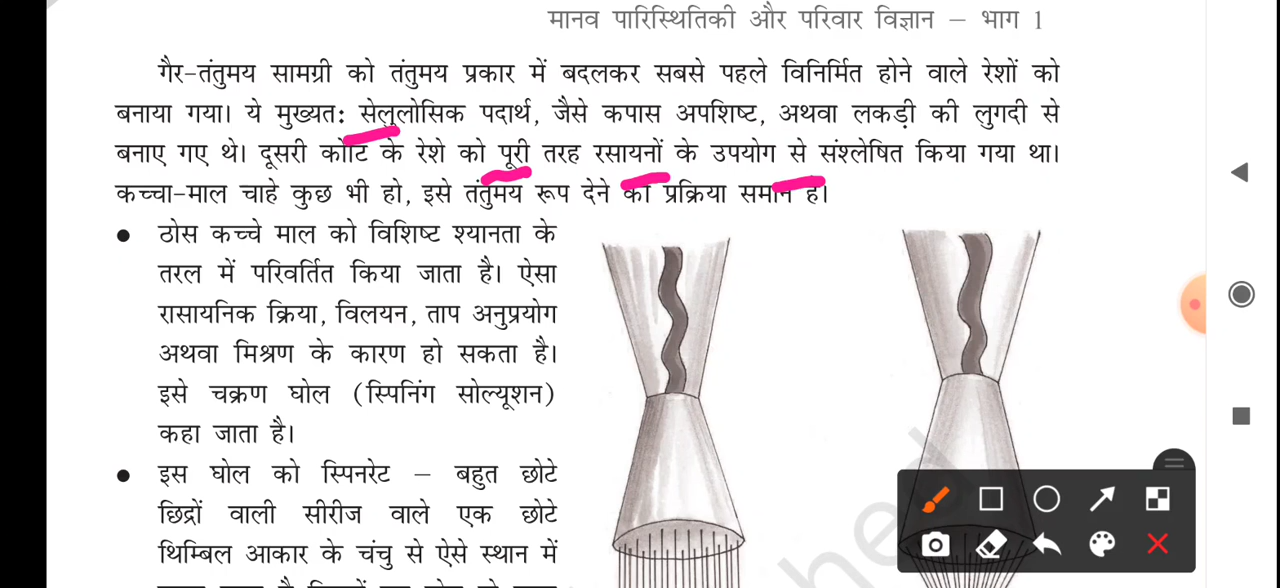 मानव पारिस्थितिकी और परिवार विज्ञान – भाग 1
गैर-तंतुमय सामग्री को तंतुमय प्रकार में बदलकर सबसे पहले विनिर्मित होने वाले रेशों को
बनाया गया। ये मुख्यत: सेलुलोसिक पदार्थ, जैसे कपास अपशिष्ट, अथवा लकड़ी की लुगदी से
बनाए गए थे। दूसरी कोटि के रेशे को पूरी तरह रसायनों के उपयोग से संश्लेषित किया गया था।
कच्चा-माल चाहे कुछ भी हो, इसे तंतुमय रूप देने की प्रक्रिया समान है।
● ठोस कच्चे माल को विशिष्ट श्यानता के
तरल में परिवर्तित किया जाता है। ऐसा
रासायनिक क्रिया, विलयन, ताप अनुप्रयोग
अथवा मिश्रण के कारण हो सकता है।
इसे चक्रण घोल (स्पिनिंग सोल्यूशन)
कहा जाता है।
● इस घोल को स्पिनरेट – बहुत छोटे
छिद्रों वाली सीरीज वाले एक छोटे
थिम्बिल आकार के चंचु से ऐसे स्थान में